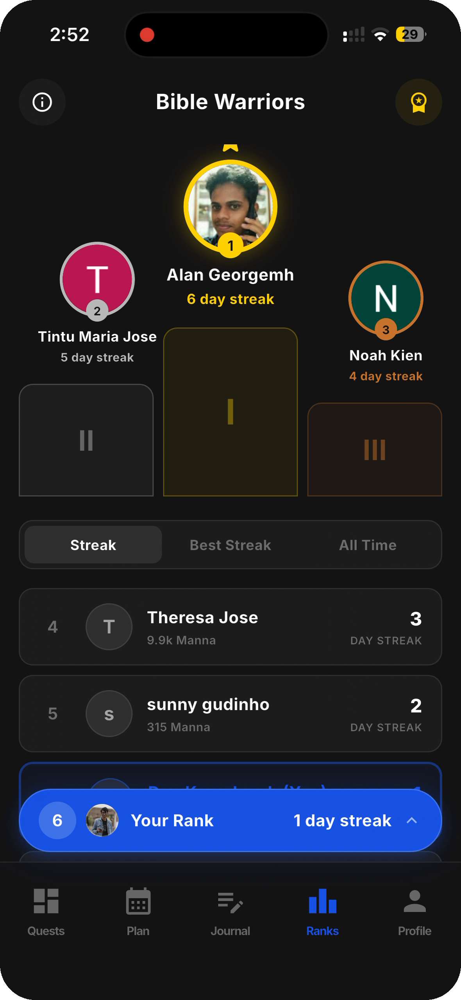 2:52
29
Bible Warriors
1
Alan Georgemh
6 day streak
T
2
Tintu Maria Jose
5 day streak
N
3
Noah Kien
4 day streak
I
II
III
Streak
Best Streak
All Time
4
T
Theresa Jose
9.9k Manna
3
DAY STREAK
5
s
sunny gudinho
315 Manna
2
DAY STREAK
(You)
6
Your Rank
1 day streak
Quests
Plan
Journal
Ranks
Profile